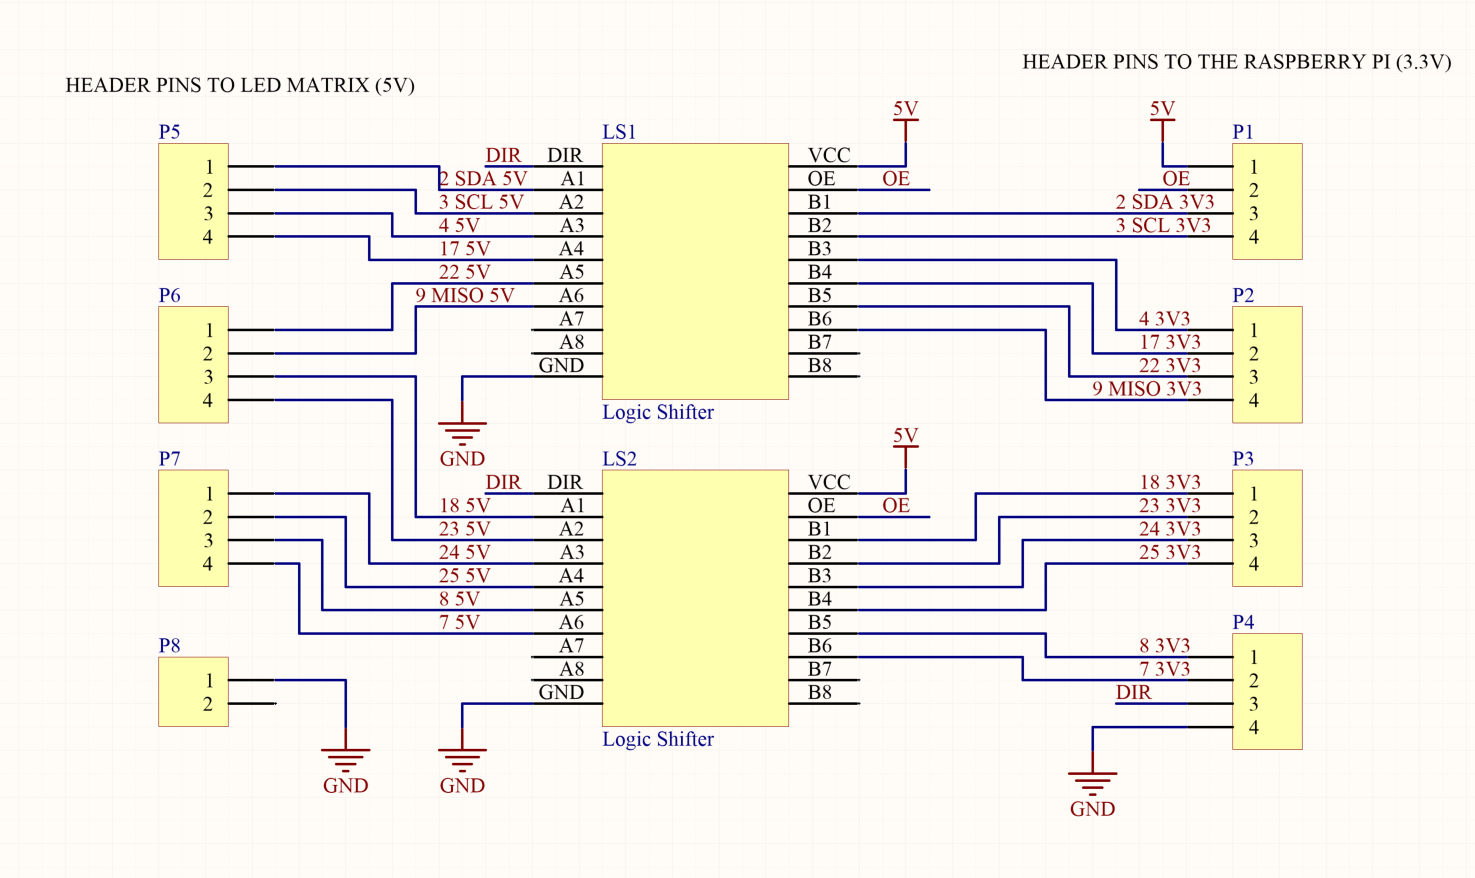 HEADER PINS TO THE RASPBERRY PI (3.3V)
HEADER PINS TO LED MATRIX (5V)
P5
1
2
3
4
P6
1
2
3
4
P7
1
2
3
4
P8
1
2
GND
DIR
2 SDA 5V
3 SCL 5V
4 5V
17 5V
22 5V
9 MISO 5V
GND
LS1
DIR VCC
A1 OE
A2 B1
A3 B2
A4 B3
A5 B4
A6 B5
A7 B6
A8 B7
GND B8
Logic Shifter
5V
OE
DIR
18 5V
23 5V
24 5V
25 5V
8 5V
7 5V
GND
LS2
DIR VCC
A1 OE
A2 B1
A3 B2
A4 B3
A5 B4
A6 B5
A7 B6
A8 B7
GND B8
Logic Shifter
5V
OE
5V
P1
1
OE 2
2 SDA 3V3 3
3 SCL 3V3 4
P2
4 3V3 1
17 3V3 2
22 3V3 3
9 MISO 3V3 4
P3
18 3V3 1
23 3V3 2
24 3V3 3
25 3V3 4
P4
8 3V3 1
7 3V3 2
DIR 3
4
GND